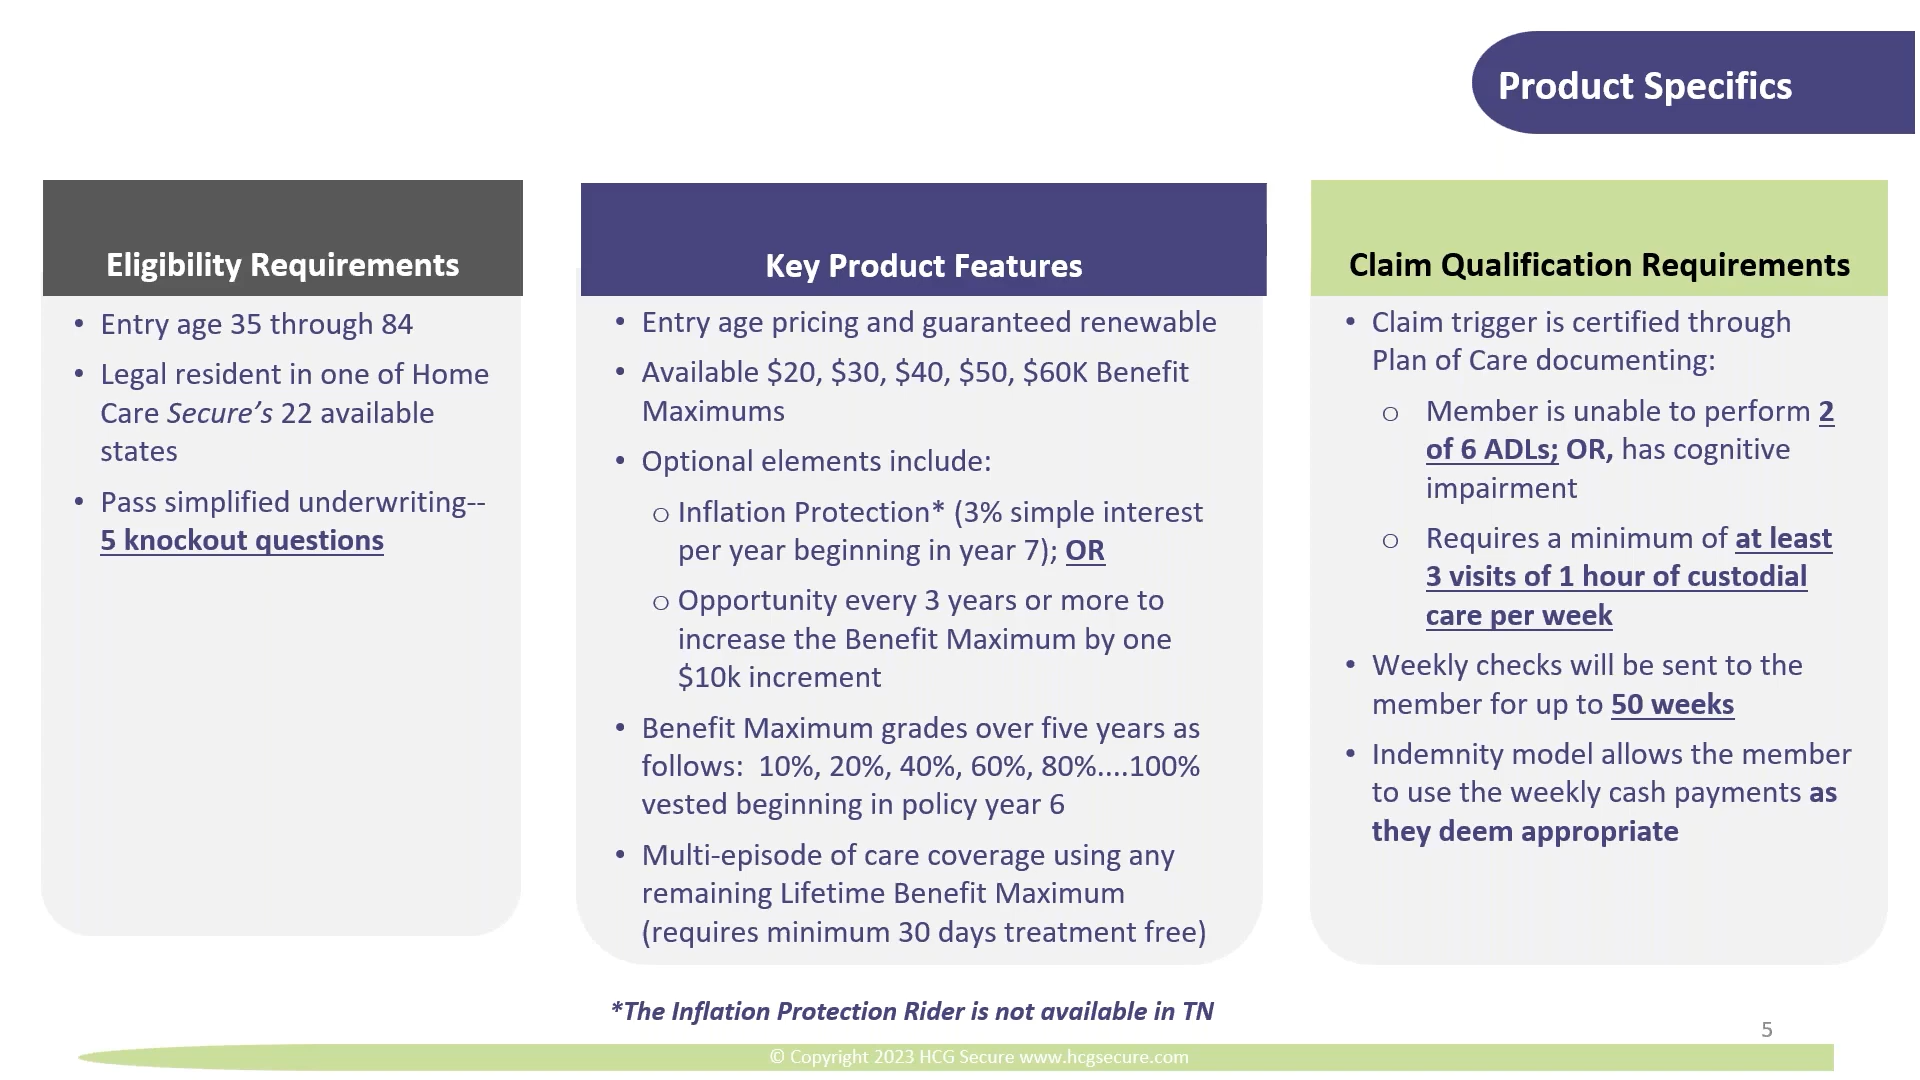 Product Specifics
Eligibility Requirements
• Entry age 35 through 84
• Legal resident in one of Home
Care Secure’s 22 available
states
• Pass simplified underwriting--
5 knockout questions
Key Product Features
• Entry age pricing and guaranteed renewable
• Available $20, $30, $40, $50, $60K Benefit
Maximums
• Optional elements include:
o Inflation Protection* (3% simple interest
per year beginning in year 7); OR
o Opportunity every 3 years or more to
increase the Benefit Maximum by one
$10k increment
• Benefit Maximum grades over five years as
follows:  10%, 20%, 40%, 60%, 80%....100%
vested beginning in policy year 6
• Multi-episode of care coverage using any
remaining Lifetime Benefit Maximum
(requires minimum 30 days treatment free)
Claim Qualification Requirements
• Claim trigger is certified through
Plan of Care documenting:
o Member is unable to perform 2
of 6 ADLs; OR, has cognitive
impairment
o Requires a minimum of at least
3 visits of 1 hour of custodial
care per week
• Weekly checks will be sent to the
member for up to 50 weeks
• Indemnity model allows the member
to use the weekly cash payments as
they deem appropriate
*The Inflation Protection Rider is not available in TN
5
© Copyright 2023 HCG Secure www.hcgsecure.com